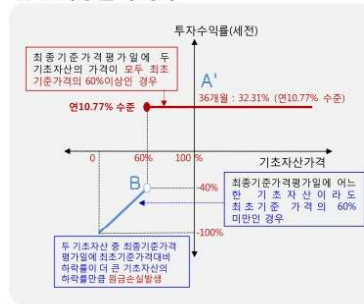 투자수익률(세전)
최종기준가격평가일에 두
기초자산의 가격이 모두 최초
기준가격의 60%이상인 경우
A'
36개월 : 32.31% (연10.77% 수준)
연10.77% 수준
0
60%
100 %
기초자산가격
B
-40%
최종기준가격평가일에 어느
한 기초자산이라도
최초기준 가격의 60%
미만인 경우
-100%
두 기초자산 중 최종기준가격
평가일에 최초기준가격대비
하락률이 더 큰 기초자산의
하락률만큼 원금손실발생